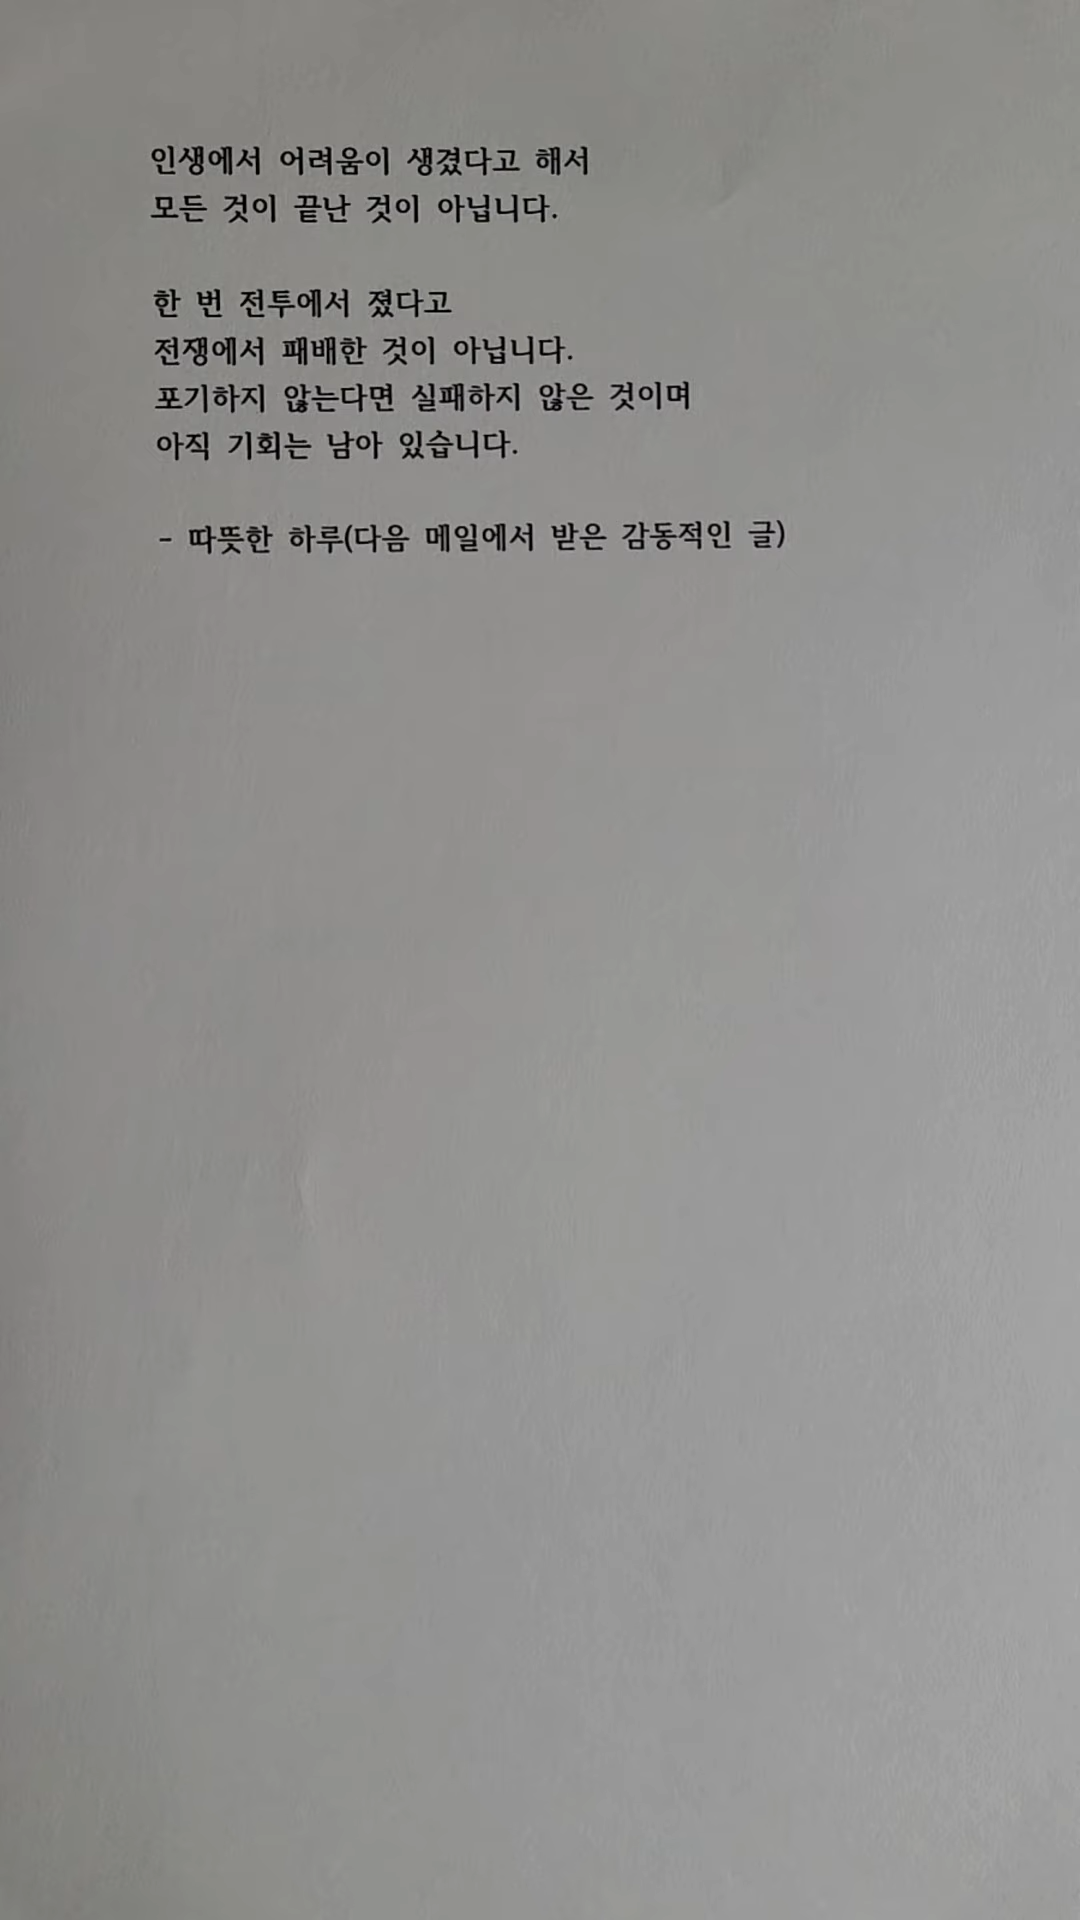 인생에서 어려움이 생겼다고 해서
모든 것이 끝난 것이 아닙니다.
한 번 전투에서 졌다고
전쟁에서 패배한 것이 아닙니다.
포기하지 않는다면 실패하지 않은 것이며
아직 기회는 남아 있습니다.
- 따뜻한 하루(다음 메일에서 받은 감동적인 글)